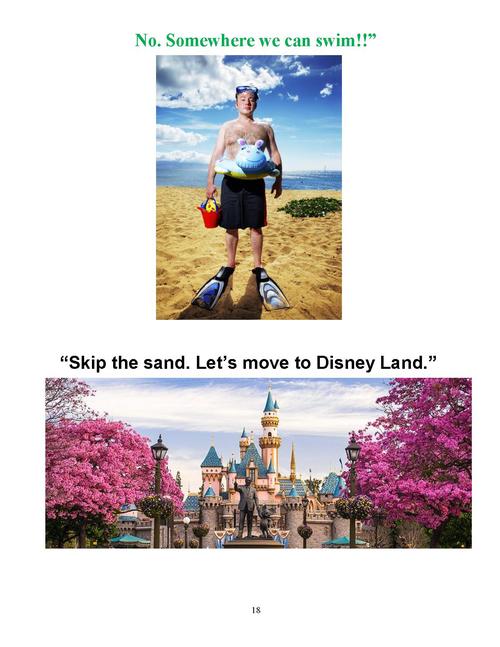 No. Somewhere we can swim!!”
“Skip the sand. Let’s move to Disney Land.”
18